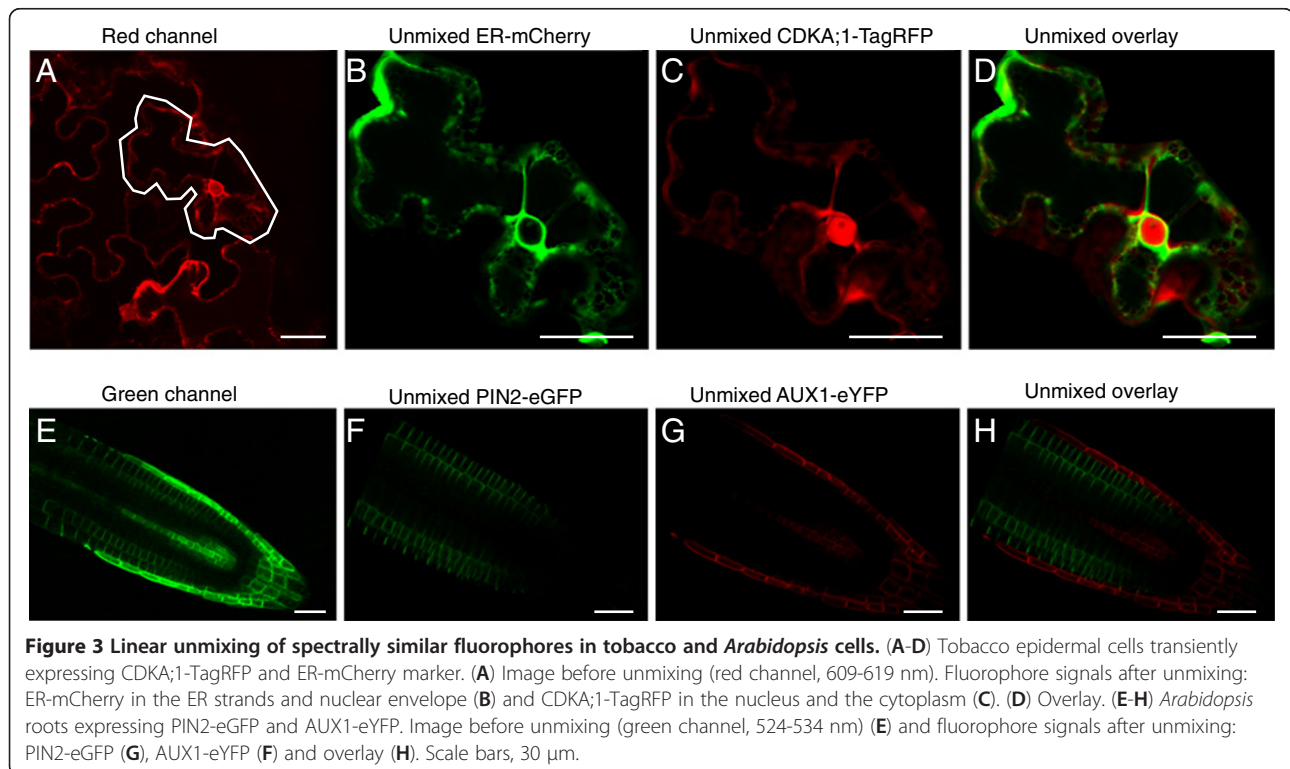 Red channel
Unmixed ER-mCherry
Unmixed CDKA;1-TagRFP
Unmixed overlay
A
B
C
D
Green channel
Unmixed PIN2-eGFP
Unmixed AUX1-eYFP
Unmixed overlay
E
F
G
H
Figure 3 Linear unmixing of spectrally similar fluorophores in tobacco and Arabidopsis cells. (A-D) Tobacco epidermal cells transiently
expressing CDKA;1-TagRFP and ER-mCherry marker. (A) Image before unmixing (red channel, 609-619 nm). Fluorophore signals after unmixing:
ER-mCherry in the ER strands and nuclear envelope (B) and CDKA;1-TagRFP in the nucleus and the cytoplasm (C). (D) Overlay. (E-H) Arabidopsis
roots expressing PIN2-eGFP and AUX1-eYFP. Image before unmixing (green channel, 524-534 nm) (E) and fluorophore signals after unmixing:
PIN2-eGFP (G), AUX1-eYFP (F) and overlay (H). Scale bars, 30 μm.